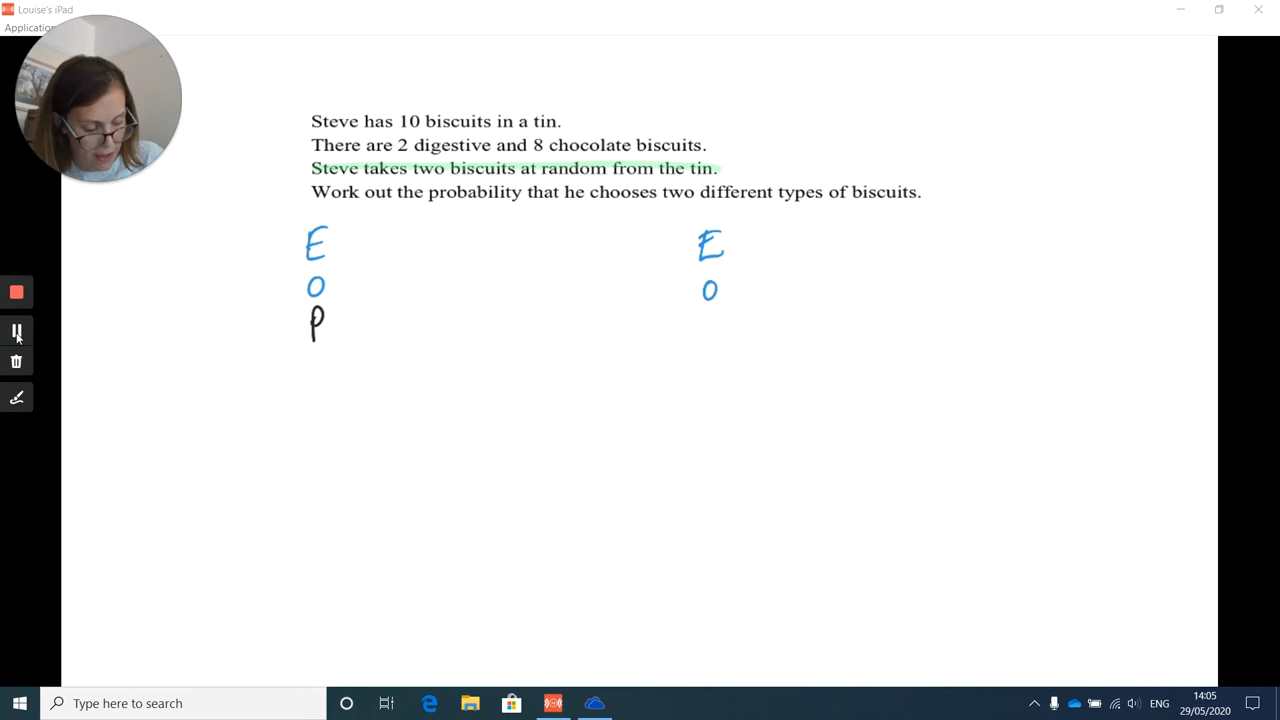 Louise's iPad
Application
Steve has 10 biscuits in a tin.
There are 2 digestive and 8 chocolate biscuits.
Steve takes two biscuits at random from the tin.
Work out the probability that he chooses two different types of biscuits.
E E
O O
P
Type here to search
ENG
14:05
29/05/2020